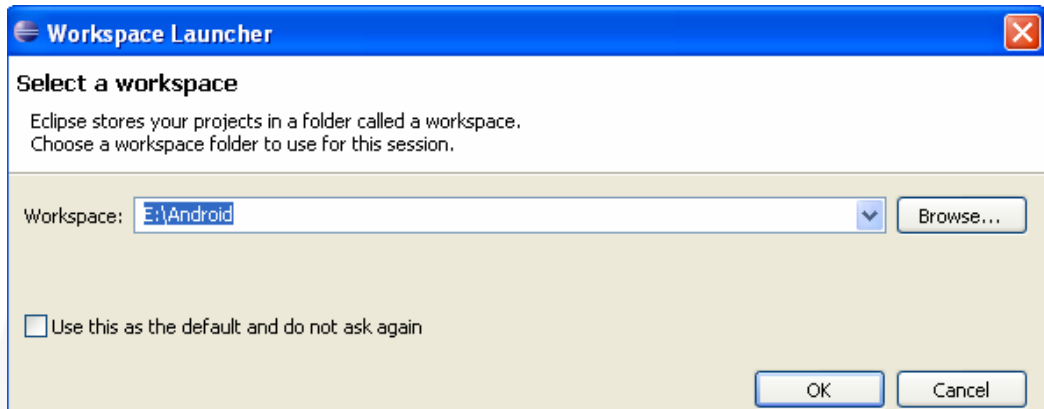 Workspace Launcher
Select a workspace
Eclipse stores your projects in a folder called a workspace.
Choose a workspace folder to use for this session.
Workspace: E:\Android Browse...
Use this as the default and do not ask again
OK Cancel